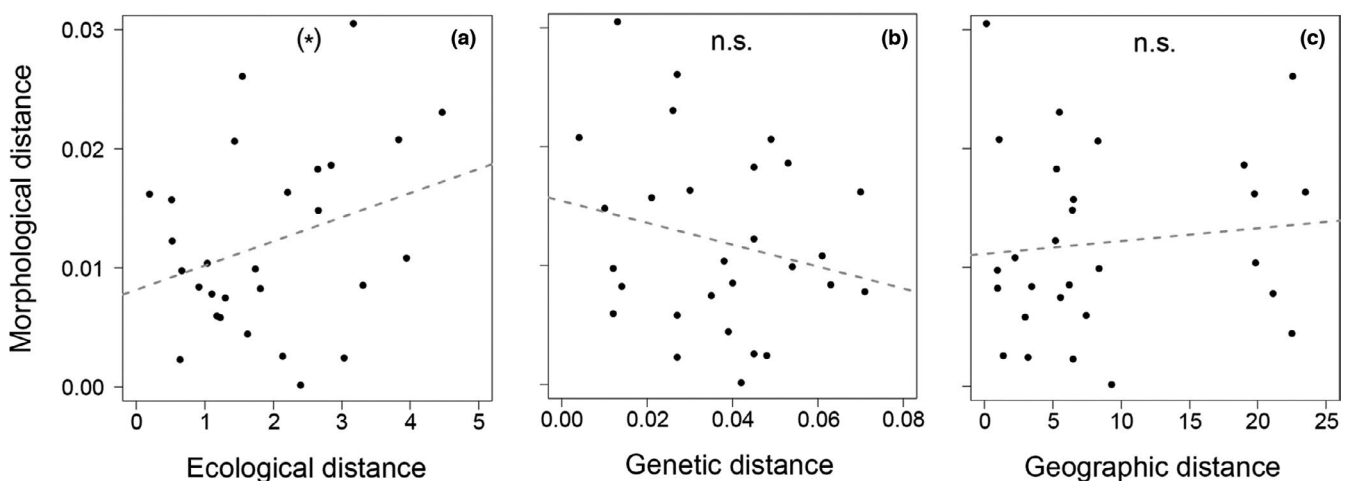 Morphological distance
0.03
0.02
0.01
0.00
(*)
(a)
0 1 2 3 4 5
Ecological distance
n.s.
(b)
0.00 0.02 0.04 0.06 0.08
Genetic distance
n.s.
(c)
0 5 10 15 20 25
Geographic distance